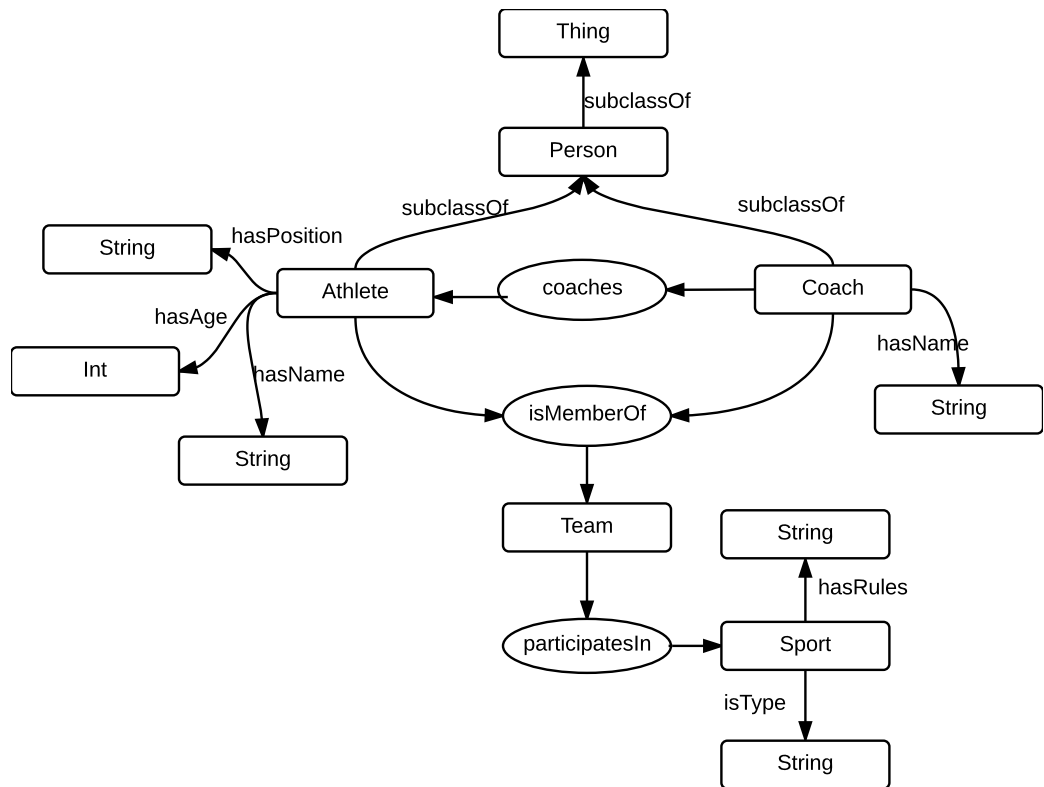 Thing
subclassOf
Person
subclassOf
subclassOf
String
hasPosition
Athlete
coaches
Coach
hasAge
hasName
Int
hasName
String
isMemberOf
String
Team
String
hasRules
participatesIn
Sport
isType
String